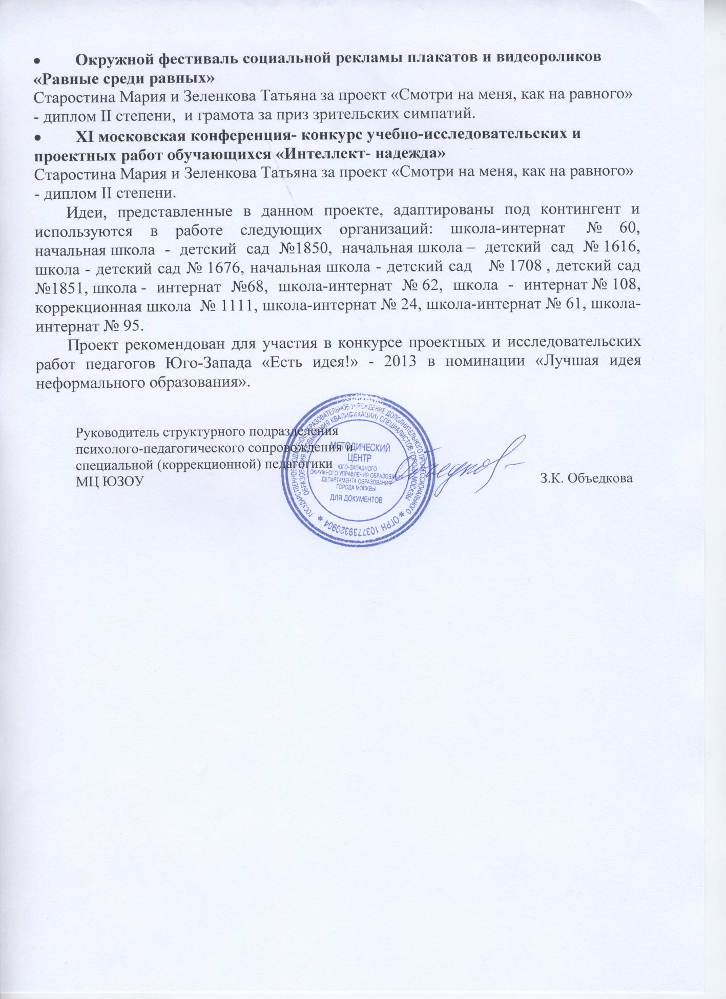 • Окружной фестиваль социальной рекламы плакатов и видеороликов
«Равные среди равных»
Старостина Мария и Зеленкова Татьяна за проект «Смотри на меня, как на равного»
- диплом II степени, и грамота за приз зрительских симпатий.
• XI московская конференция- конкурс учебно-исследовательских и
проектных работ обучающихся «Интеллект- надежда»
Старостина Мария и Зеленкова Татьяна за проект «Смотри на меня, как на равного»
- диплом II степени.
Идеи, представленные в данном проекте, адаптированы под контингент и
используются в работе следующих организаций: школа-интернат № 60,
начальная школа - детский сад №1850, начальная школа – детский сад № 1616,
школа - детский сад № 1676, начальная школа - детский сад № 1708 , детский сад
№1851, школа - интернат №68, школа-интернат № 62, школа - интернат № 108,
коррекционная школа № 1111, школа-интернат № 24, школа-интернат № 61, школа-
интернат № 95.
Проект рекомендован для участия в конкурсе проектных и исследовательских
работ педагогов Юго-Запада «Есть идея!» - 2013 в номинации «Лучшая идея
неформального образования».
Руководитель структурного подразделения
психолого-педагогического сопровождения и
специальной (коррекционной) педагогики
МЦ ЮЗОУ З.К. Объедкова
ГОСУДАРСТВЕННОЕ БЮДЖЕТНОЕ ОБРАЗОВАТЕЛЬНОЕ УЧРЕЖДЕНИЕ ДОПОЛНИТЕЛЬНОГО ПРОФЕССИОНАЛЬНОГО
ОБРАЗОВАНИЯ (ПОВЫШЕНИЯ КВАЛИФИКАЦИИ) СПЕЦИАЛИСТОВ ГОРОДА МОСКВЫ
* ОГРН 1037739320904 *
МЕТОДИЧЕСКИЙ
ЦЕНТР
ЮГО-ЗАПАДНОГО
ОКРУЖНОГО УПРАВЛЕНИЯ ОБРАЗОВАНИЯ
ДЕПАРТАМЕНТА ОБРАЗОВАНИЯ
ГОРОДА МОСКВЫ
ДЛЯ ДОКУМЕНТОВ